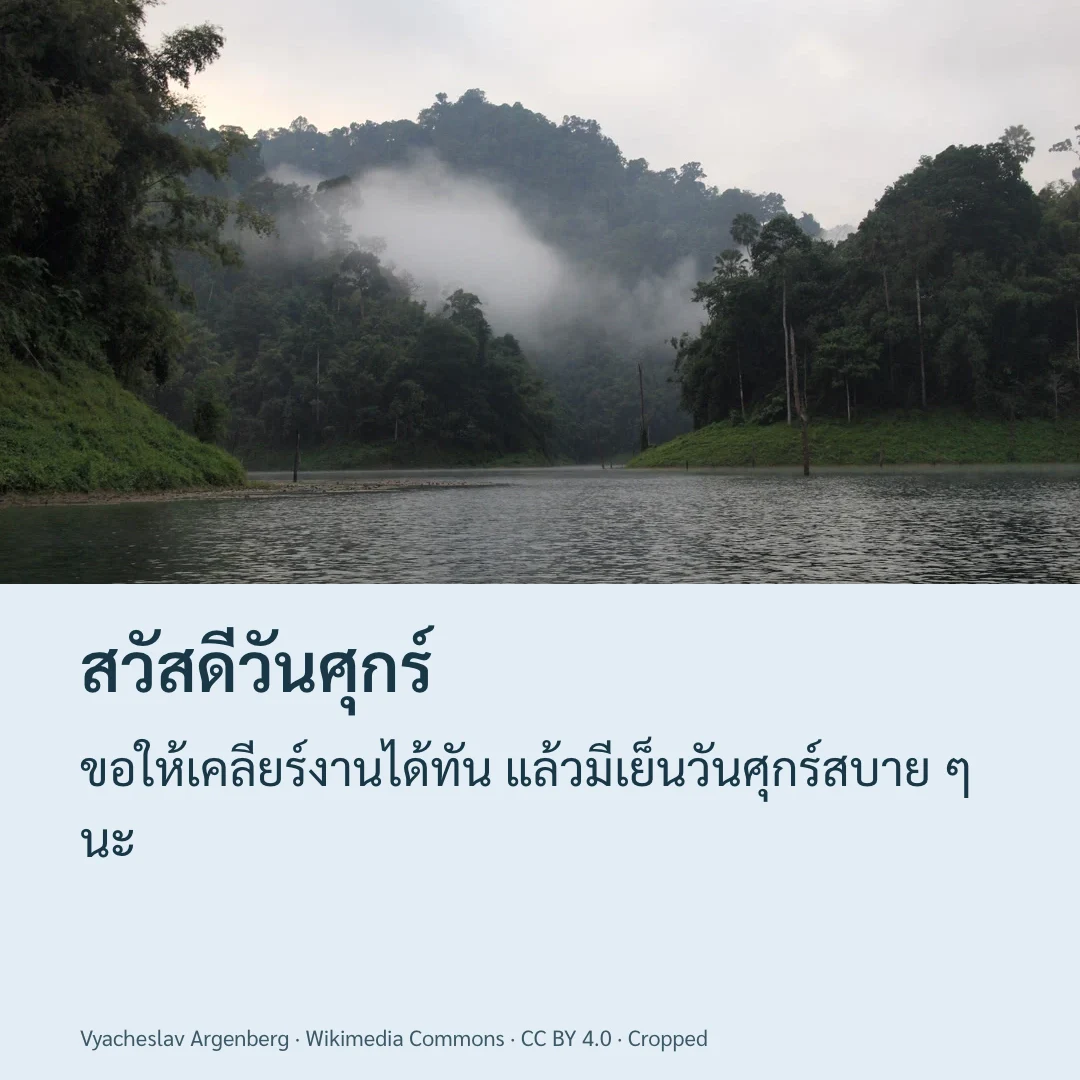 สวัสดีวันศุกร์
ขอให้เคลียร์งานได้ทัน แล้วมีเย็นวันศุกร์สบาย ๆ
นะ
Vyacheslav Argenberg · Wikimedia Commons · CC BY 4.0 · Cropped